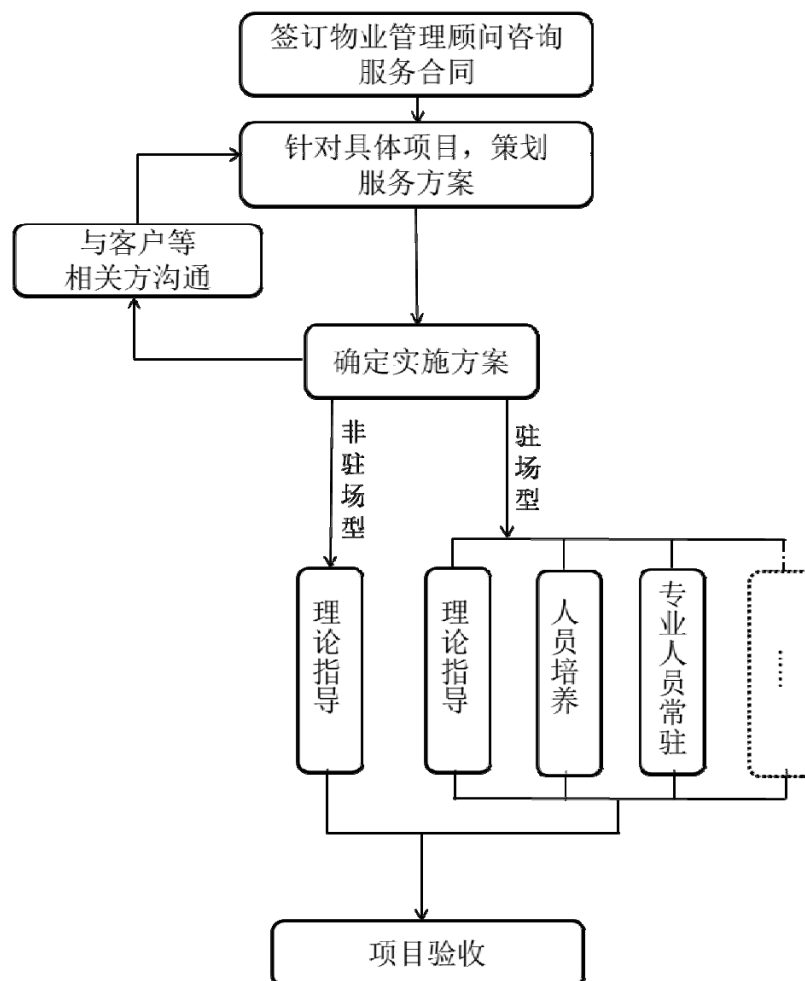 签订物业管理顾问咨询
服务合同
针对具体项目，策划
服务方案
与客户等
相关方沟通
确定实施方案
非驻场型
驻场型
理论指导
理论指导
人员培养
专业人员常驻
……
项目验收